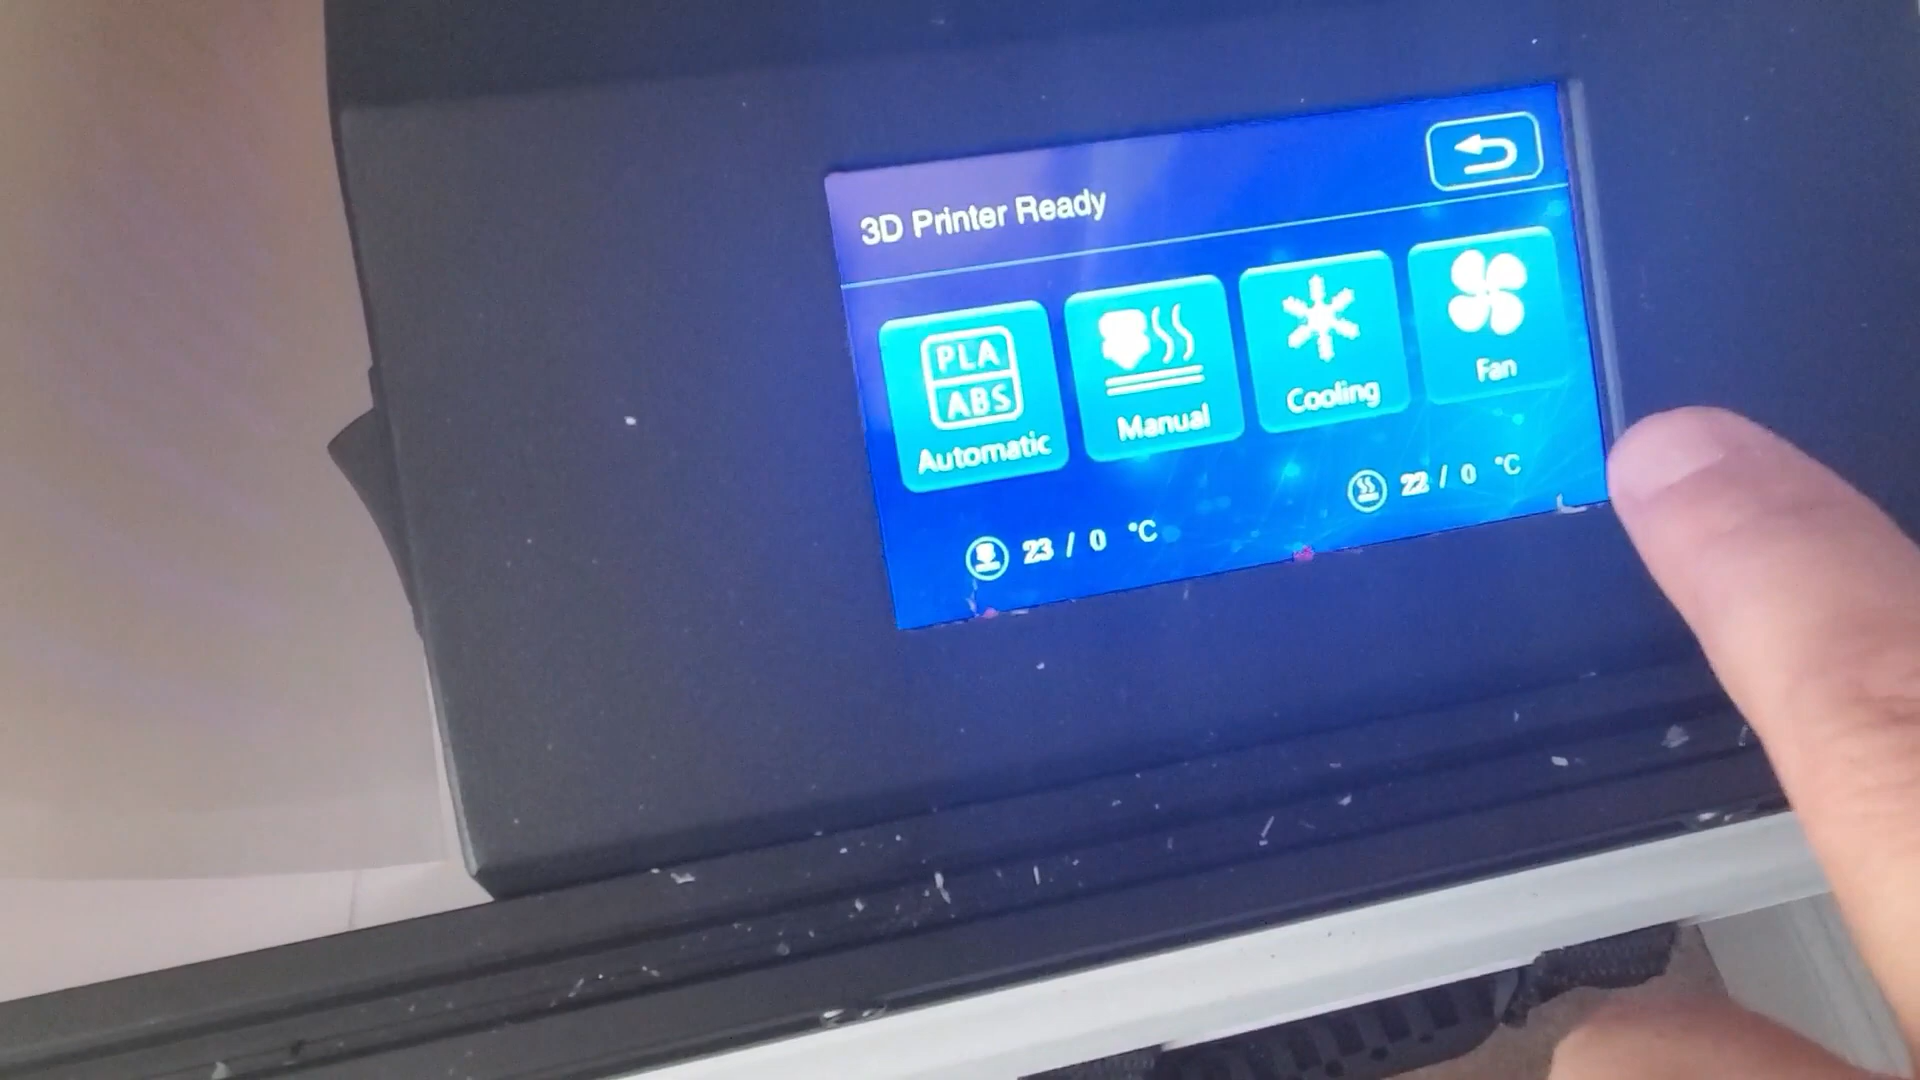 3D Printer Ready
PLA
ABS
Automatic
Manual
Cooling
Fan
23 / 0 °C
22 / 0 °C